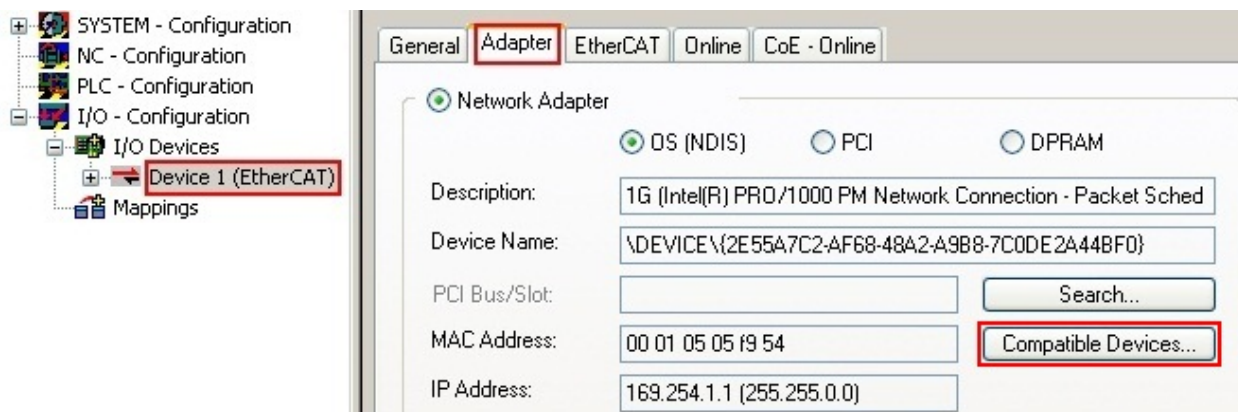 SYSTEM - Configuration
NC - Configuration
PLC - Configuration
I/O - Configuration
I/O Devices
Device 1 (EtherCAT)
Mappings
General Adapter EtherCAT Online CoE - Online
Network Adapter
OS (NDIS) PCI DPRAM
Description: 1G (Intel(R) PRO/1000 PM Network Connection - Packet Sched
Device Name: \DEVICE\{2E55A7C2-AF68-48A2-A9B8-7C0DE2A44BF0}
PCI Bus/Slot: Search...
MAC Address: 00 01 05 05 f9 54 Compatible Devices...
IP Address: 169.254.1.1 (255.255.0.0)